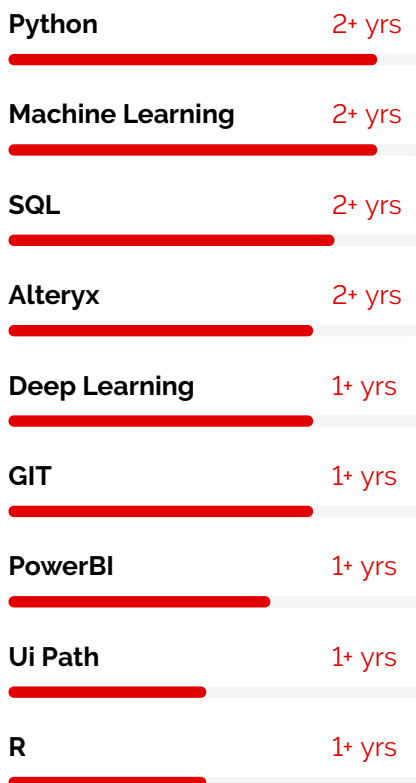 Python 2+ yrs
Machine Learning 2+ yrs
SQL 2+ yrs
Alteryx 2+ yrs
Deep Learning 1+ yrs
GIT 1+ yrs
PowerBI 1+ yrs
Ui Path 1+ yrs
R 1+ yrs